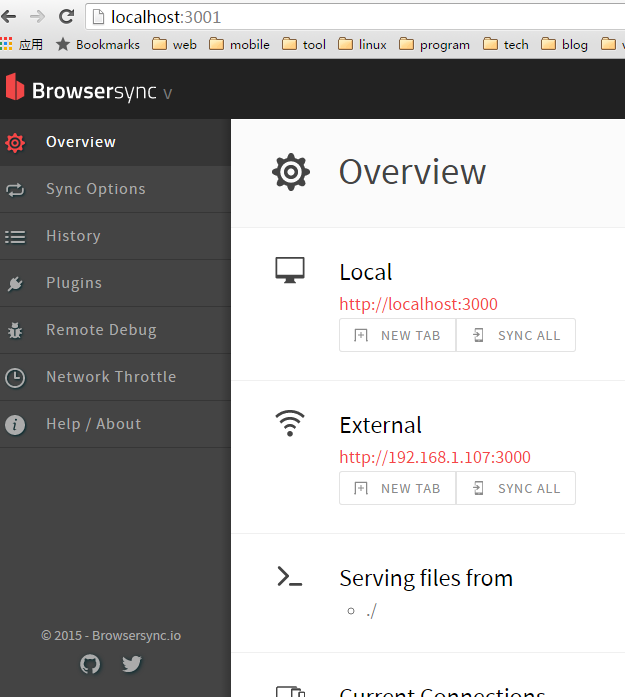 localhost:3001
应用 Bookmarks web mobile tool linux program tech blog
Browsersync v
Overview
Sync Options
History
Plugins
Remote Debug
Network Throttle
Help / About
© 2015 - Browsersync.io
Overview
Local
http://localhost:3000
NEW TAB SYNC ALL
External
http://192.168.1.107:3000
NEW TAB SYNC ALL
Serving files from
./
Current Connections